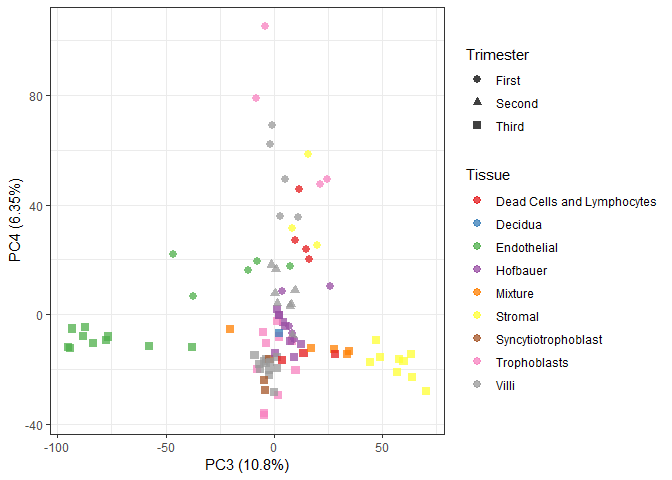 Trimester
First
Second
Third
Tissue
Dead Cells and Lymphocytes
Decidua
Endothelial
Hofbauer
Mixture
Stromal
Syncytiotrophoblast
Trophoblasts
Villi
PC4 (6.35%)
80
40
0
-40
-100
-50
0
50
PC3 (10.8%)